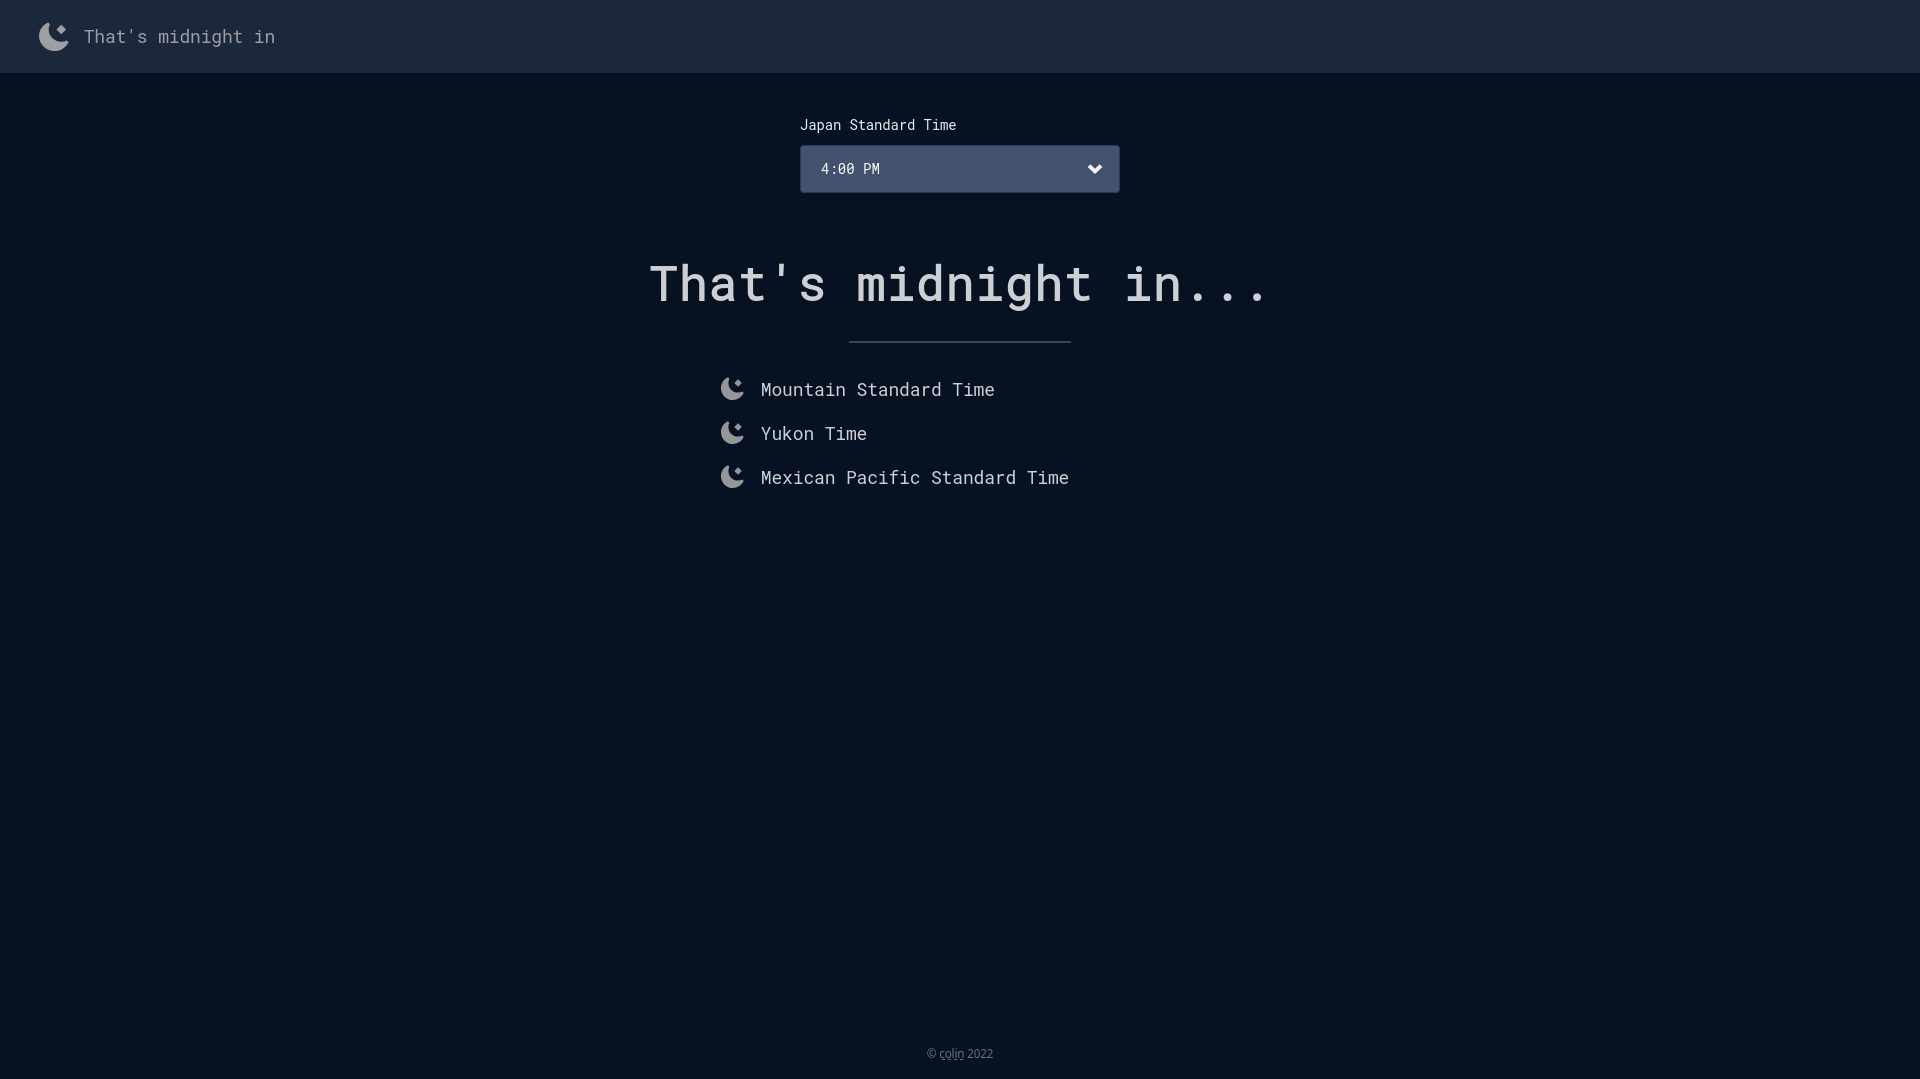 That's midnight in
Japan Standard Time
4:00 PM
That's midnight in...
Mountain Standard Time
Yukon Time
Mexican Pacific Standard Time
© colin 2022